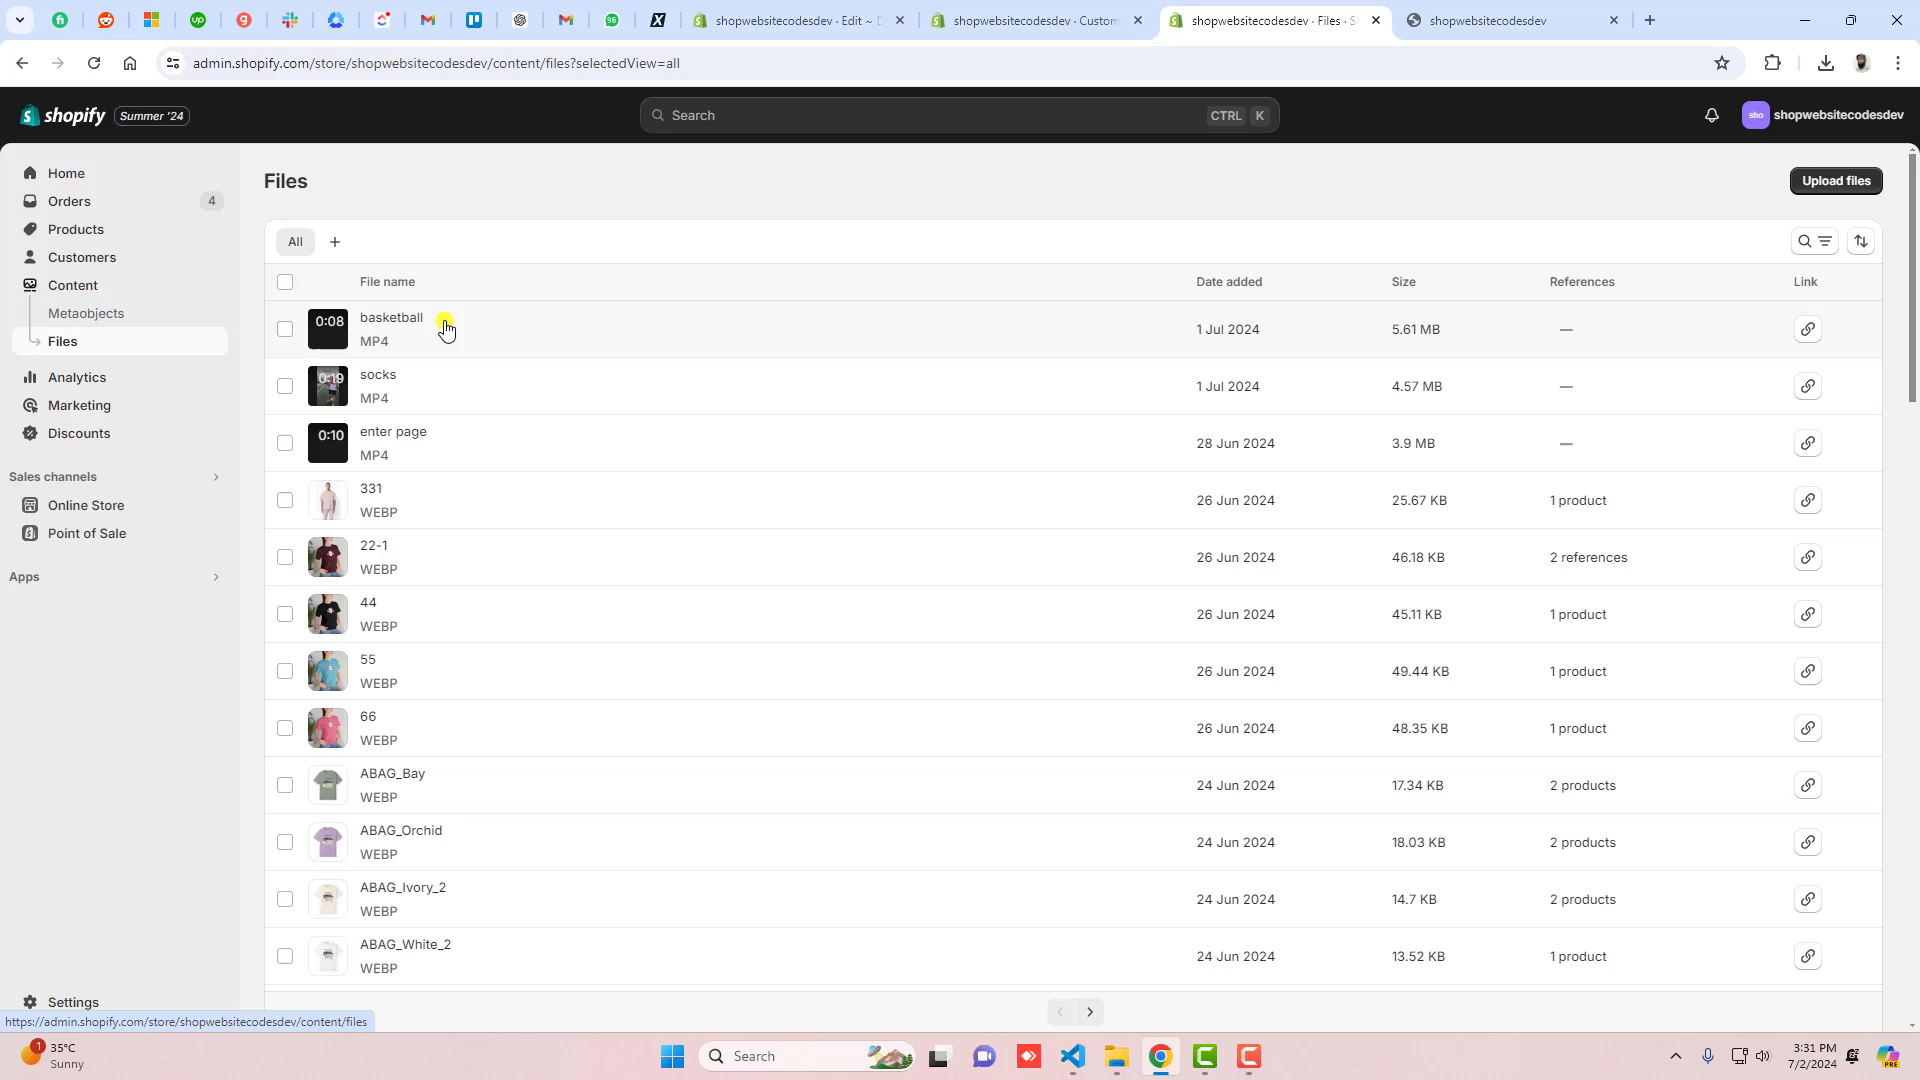 shopwebsitecodesdev · Edit ~ D
shopwebsitecodesdev · Custom
shopwebsitecodesdev · Files · S
shopwebsitecodesdev
admin.shopify.com/store/shopwebsitecodesdev/content/files?selectedView=all
shopify Summer '24
Search CTRL K
sho shopwebsitecodesdev
Home
Orders 4
Products
Customers
Content
Metaobjects
Files
Analytics
Marketing
Discounts
Sales channels
Online Store
Point of Sale
Apps
Settings
Files
Upload files
All +
File name Date added Size References Link
0:08 basketball
MP4
1 Jul 2024 5.61 MB —
0:19 socks
MP4
1 Jul 2024 4.57 MB —
0:10 enter page
MP4
28 Jun 2024 3.9 MB —
331
WEBP
26 Jun 2024 25.67 KB 1 product
22-1
WEBP
26 Jun 2024 46.18 KB 2 references
44
WEBP
26 Jun 2024 45.11 KB 1 product
55
WEBP
26 Jun 2024 49.44 KB 1 product
66
WEBP
26 Jun 2024 48.35 KB 1 product
ABAG_Bay
WEBP
24 Jun 2024 17.34 KB 2 products
ABAG_Orchid
WEBP
24 Jun 2024 18.03 KB 2 products
ABAG_Ivory_2
WEBP
24 Jun 2024 14.7 KB 2 products
ABAG_White_2
WEBP
24 Jun 2024 13.52 KB 1 product
https://admin.shopify.com/store/shopwebsitecodesdev/content/files
1 35°C
Sunny
Search
3:31 PM
7/2/2024
PRE